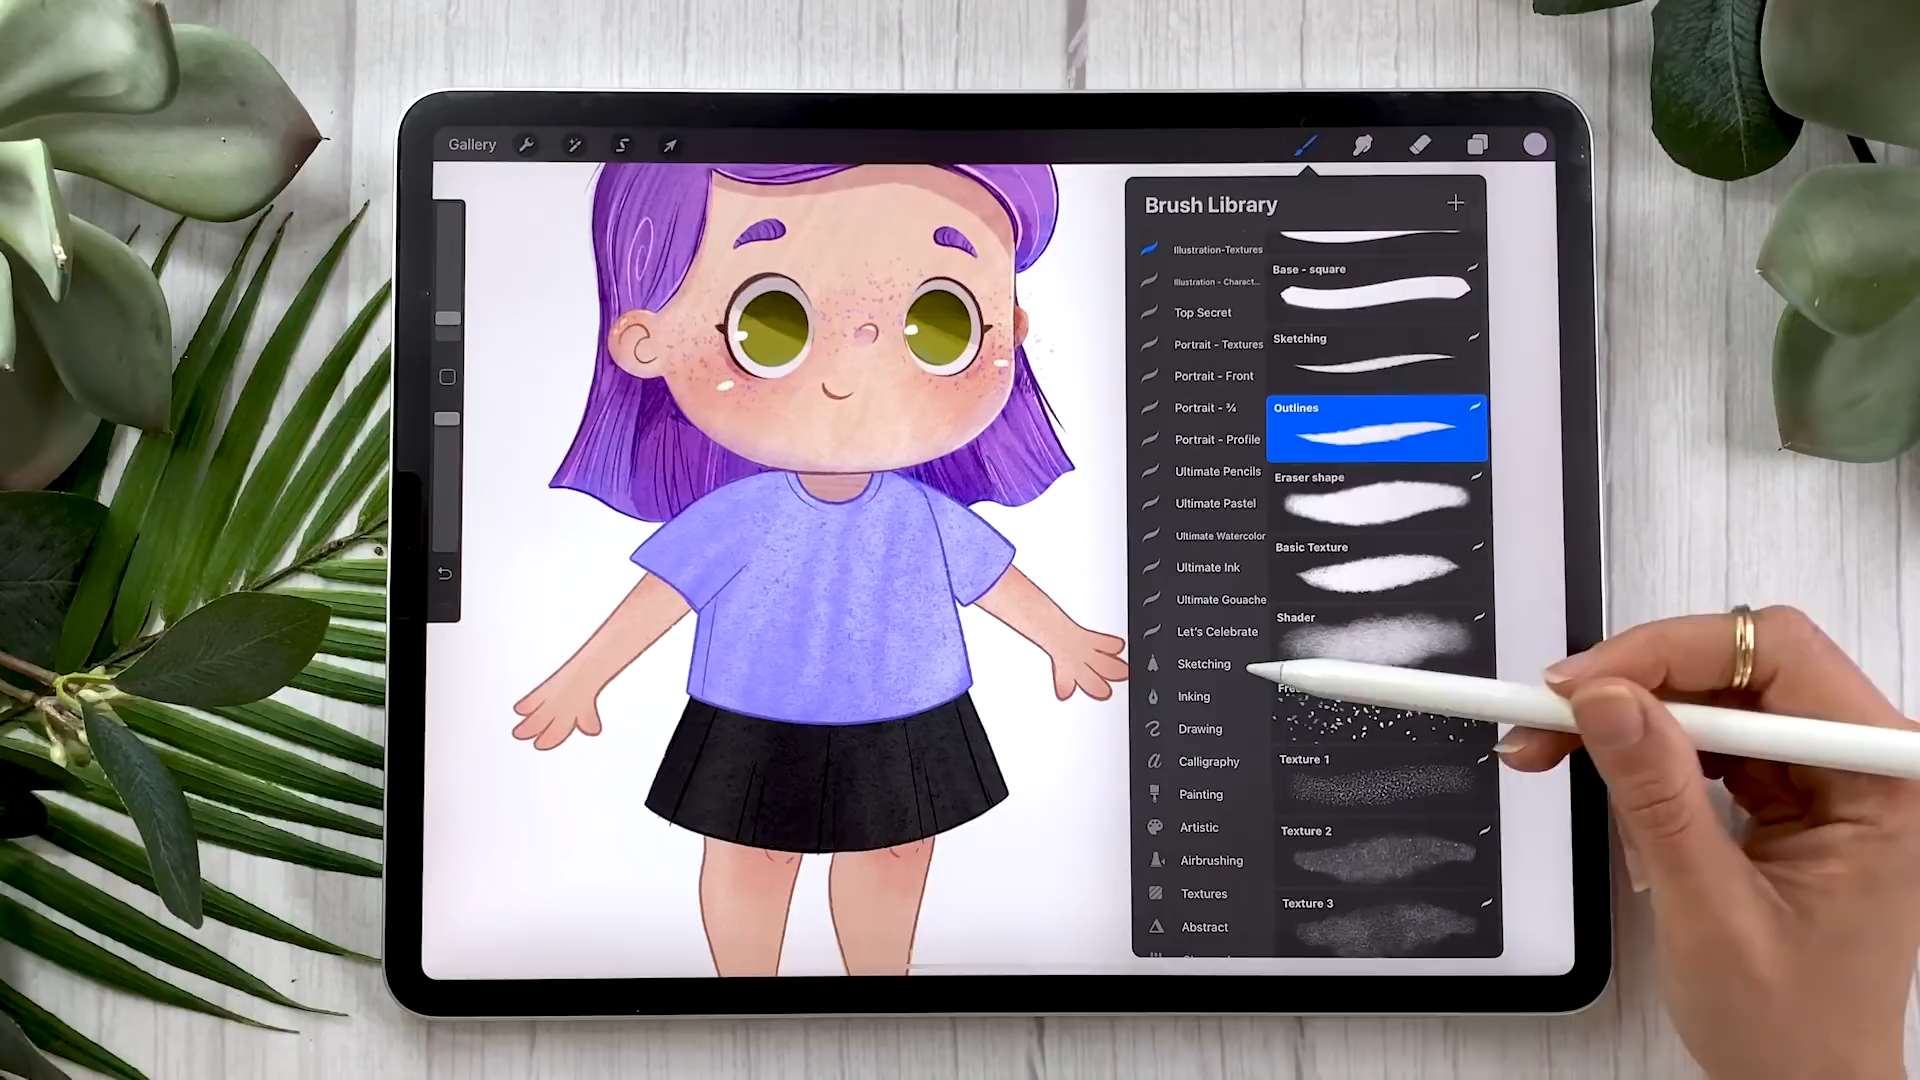 Gallery
Brush Library
Illustration-Textures
Illustration - Charact...
Top Secret
Portrait - Textures
Portrait - Front
Portrait - ¾
Portrait - Profile
Ultimate Pencils
Ultimate Pastel
Ultimate Watercolor
Ultimate Ink
Ultimate Gouache
Let's Celebrate
Sketching
Inking
Drawing
Calligraphy
Painting
Artistic
Airbrushing
Textures
Abstract
Base - square
Sketching
Outlines
Eraser shape
Basic Texture
Shader
Texture 1
Texture 2
Texture 3